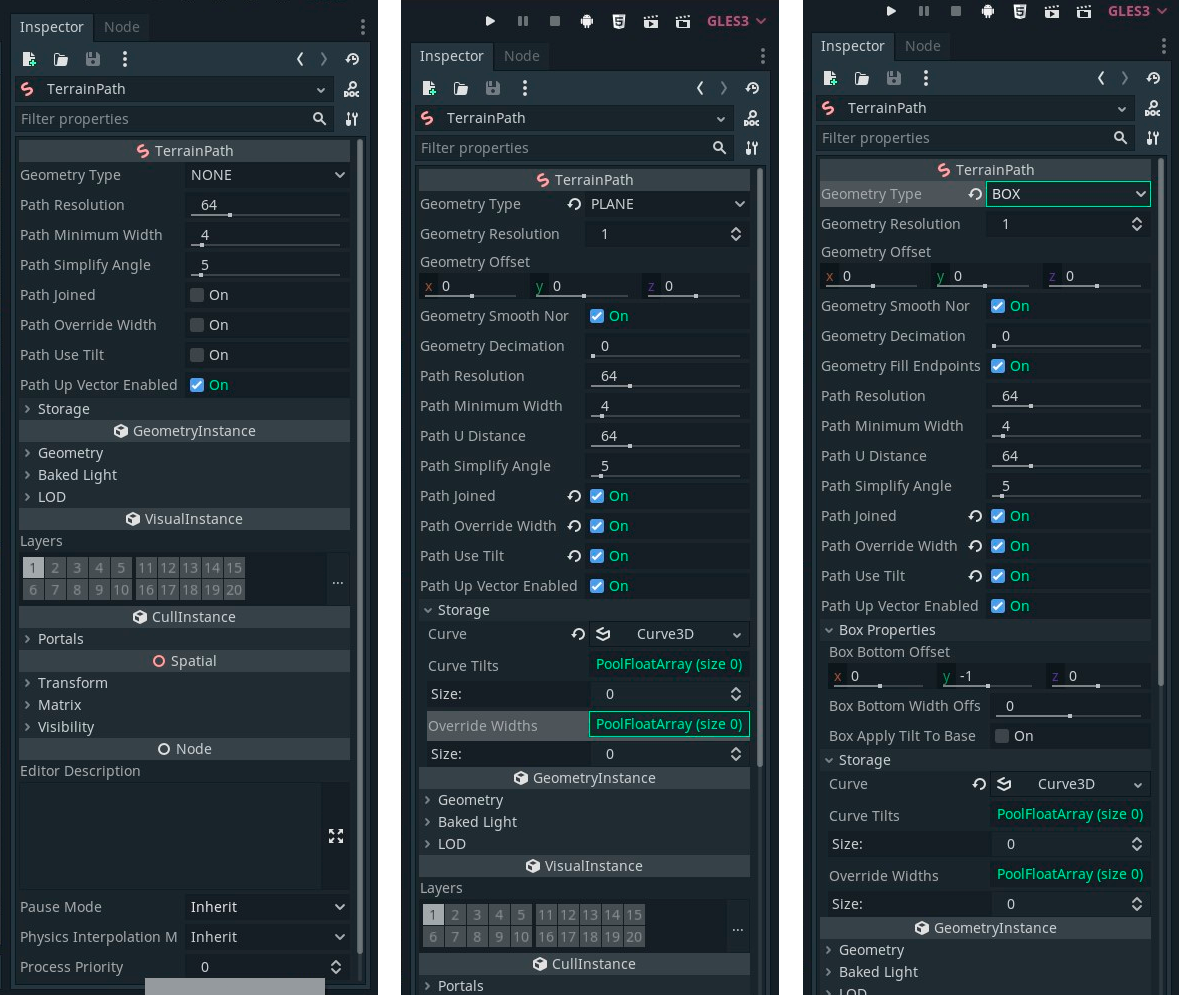 Inspector Node
TerrainPath
DOC
Filter properties
TerrainPath
Geometry Type NONE
Path Resolution 64
Path Minimum Width 4
Path Simplify Angle 5
Path Joined On
Path Override Width On
Path Use Tilt On
Path Up Vector Enabled On
Storage
GeometryInstance
Geometry
Baked Light
LOD
VisualInstance
Layers
1 2 3 4 5 11 12 13 14 15
6 7 8 9 10 16 17 18 19 20
...
CullInstance
Portals
Spatial
Transform
Matrix
Visibility
Node
Editor Description
Pause Mode Inherit
Physics Interpolation M Inherit
Process Priority 0
GLES3
Inspector Node
TerrainPath
DOC
Filter properties
TerrainPath
Geometry Type PLANE
Geometry Resolution 1
Geometry Offset
x 0 y 0 z 0
Geometry Smooth Nor On
Geometry Decimation 0
Path Resolution 64
Path Minimum Width 4
Path U Distance 64
Path Simplify Angle 5
Path Joined On
Path Override Width On
Path Use Tilt On
Path Up Vector Enabled On
Storage
Curve Curve3D
Curve Tilts PoolFloatArray (size 0)
Size: 0
Override Widths PoolFloatArray (size 0)
Size: 0
GeometryInstance
Geometry
Baked Light
LOD
VisualInstance
Layers
1 2 3 4 5 11 12 13 14 15
6 7 8 9 10 16 17 18 19 20
...
CullInstance
Portals
GLES3
Inspector Node
TerrainPath
DOC
Filter properties
TerrainPath
Geometry Type BOX
Geometry Resolution 1
Geometry Offset
x 0 y 0 z 0
Geometry Smooth Nor On
Geometry Decimation 0
Geometry Fill Endpoints On
Path Resolution 64
Path Minimum Width 4
Path U Distance 64
Path Simplify Angle 5
Path Joined On
Path Override Width On
Path Use Tilt On
Path Up Vector Enabled On
Box Properties
Box Bottom Offset
x 0 y -1 z 0
Box Bottom Width Offs 0
Box Apply Tilt To Base On
Storage
Curve Curve3D
Curve Tilts PoolFloatArray (size 0)
Size: 0
Override Widths PoolFloatArray (size 0)
Size: 0
GeometryInstance
Geometry
Baked Light
LOD